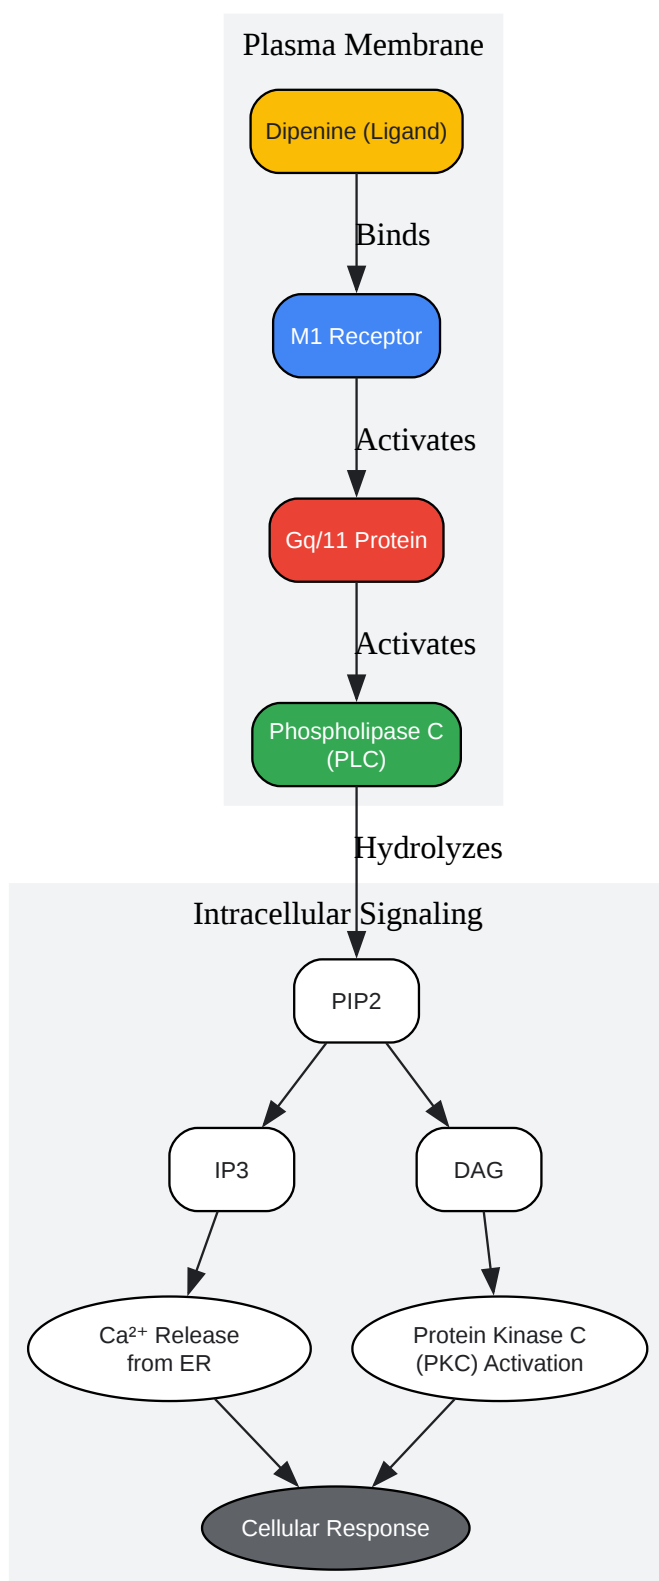 Plasma Membrane
Dipenine (Ligand)
Binds
M1 Receptor
Activates
Gq/11 Protein
Activates
Phospholipase C
(PLC)
Hydrolyzes
Intracellular Signaling
PIP2
IP3
DAG
Ca²⁺ Release
from ER
Protein Kinase C
(PKC) Activation
Cellular Response